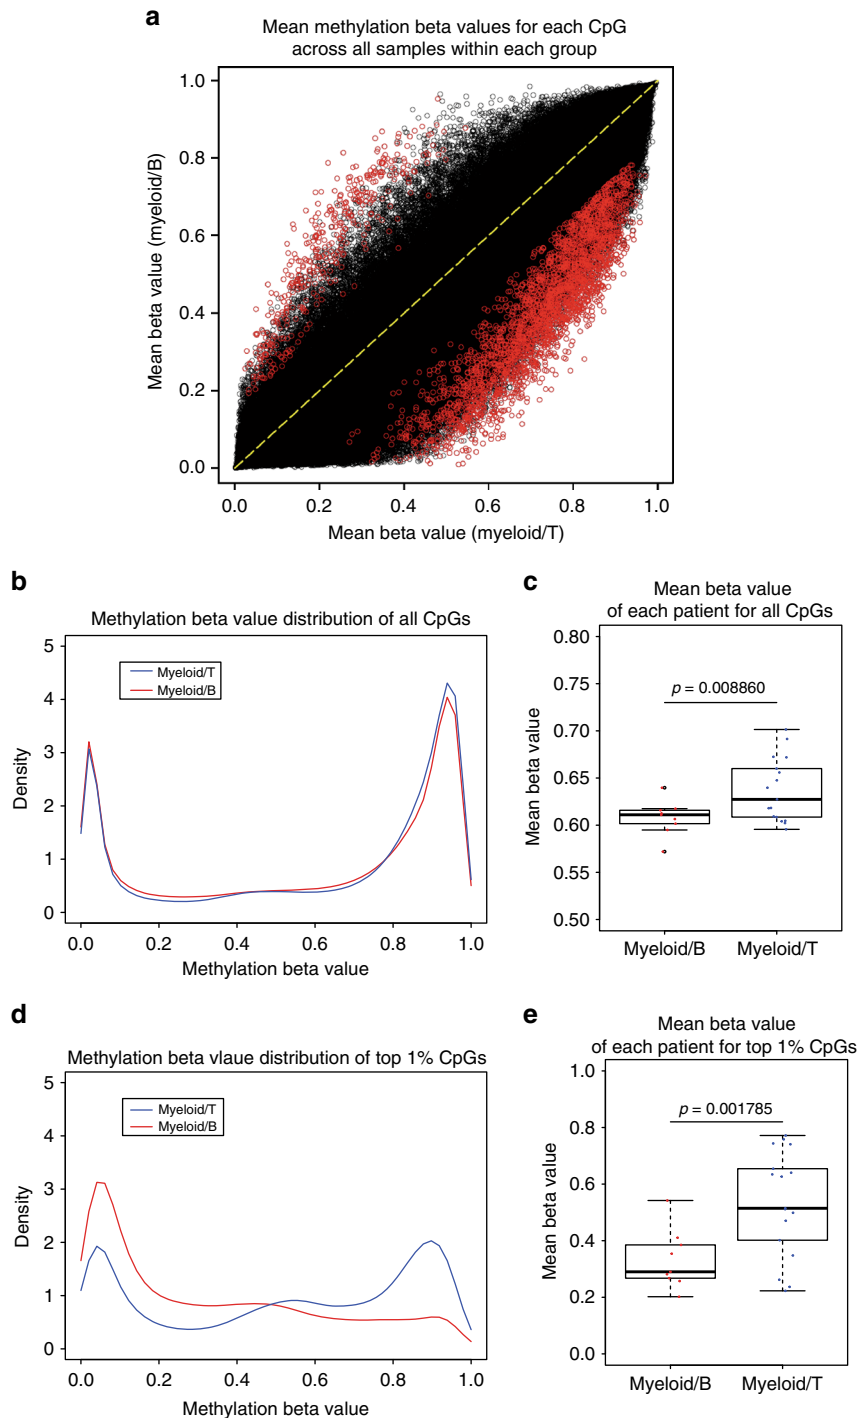 a
Mean methylation beta values for each CpG
across all samples within each group
1.0
0.8
0.6
0.4
0.2
0.0
Mean beta value (myeloid/B)
0.0 0.2 0.4 0.6 0.8 1.0
Mean beta value (myeloid/T)
b
Methylation beta value distribution of all CpGs
5
4
3
2
1
0
Density
Myeloid/T
Myeloid/B
0.0 0.2 0.4 0.6 0.8 1.0
Methylation beta value
c
Mean beta value
of each patient for all CpGs
0.80
0.75
0.70
0.65
0.60
0.55
0.50
Mean beta value
p = 0.008860
Myeloid/B Myeloid/T
d
Methylation beta vlaue distribution of top 1% CpGs
5
4
3
2
1
0
Density
Myeloid/T
Myeloid/B
0.0 0.2 0.4 0.6 0.8 1.0
Methylation beta value
e
Mean beta value
of each patient for top 1% CpGs
1.0
0.8
0.6
0.4
0.2
0.0
Mean beta value
p = 0.001785
Myeloid/B Myeloid/T